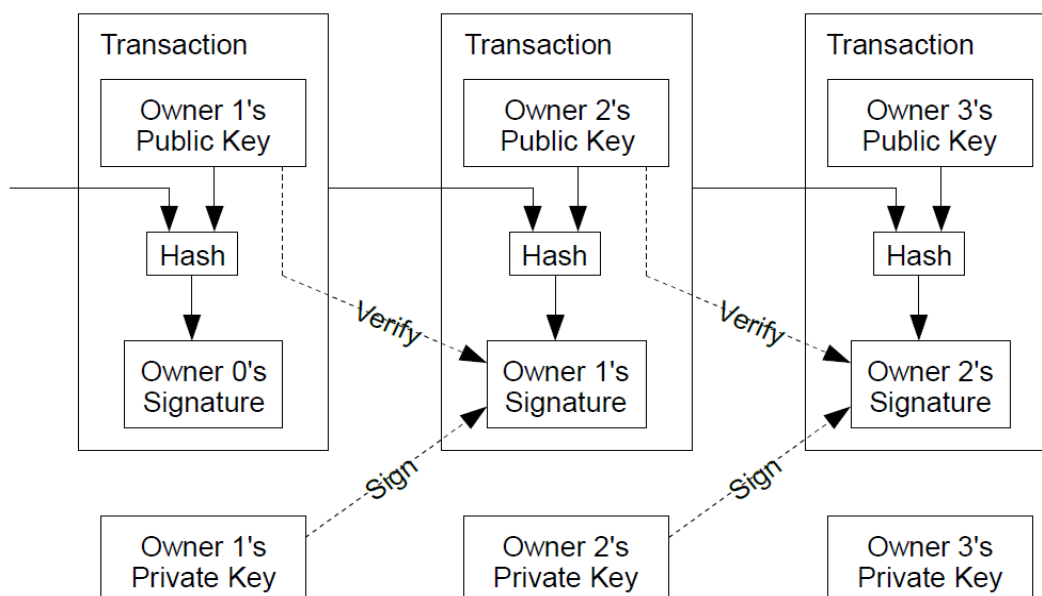 Transaction
Owner 1's
Public Key
Hash
Owner 0's
Signature
Transaction
Owner 2's
Public Key
Hash
Verify
Owner 1's
Signature
Transaction
Owner 3's
Public Key
Hash
Verify
Owner 2's
Signature
Sign
Sign
Owner 1's
Private Key
Owner 2's
Private Key
Owner 3's
Private Key